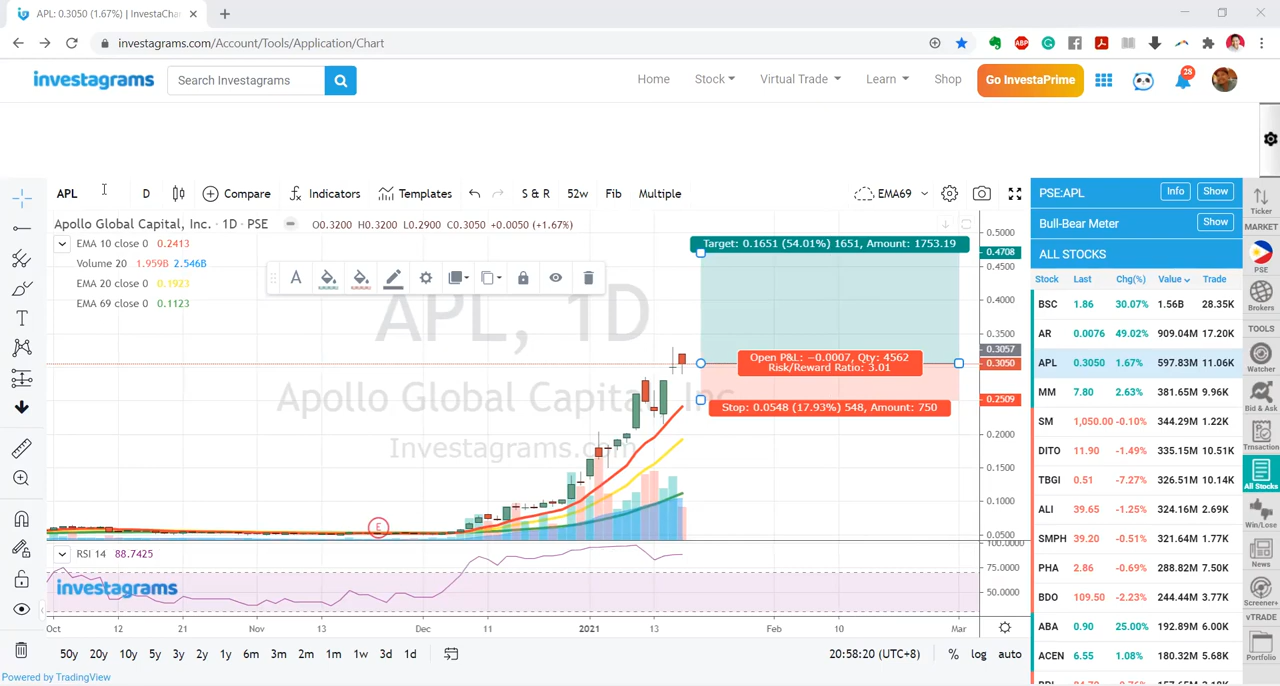 APL: 0.3050 (1.67%) | InvestaChar
investagrams.com/Account/Tools/Application/Chart
ABP
investagrams
Search Investagrams
Home Stock Virtual Trade Learn Shop Go InvestaPrime 28
APL D Compare Indicators Templates S & R 52w Fib Multiple EMA69
Apollo Global Capital, Inc. · 1D · PSE O0.3200 H0.3200 L0.2900 C0.3050 +0.0050 (+1.67%)
EMA 10 close 0 0.2413
Volume 20 1.959B 2.546B
EMA 20 close 0 0.1923
EMA 69 close 0 0.1123
A
APL, 1D
Apollo Global Capital, Inc.
Investagrams.com
Target: 0.1651 (54.01%) 1651, Amount: 1753.19
Open P&L: −0.0007, Qty: 4562
Risk/Reward Ratio: 3.01
Stop: 0.0548 (17.93%) 548, Amount: 750
0.5000
0.4708
0.4500
0.4000
0.3500
0.3057
0.3050
0.2509
0.2000
0.1500
0.1000
0.0500
E
RSI 14 88.7425
100.0000
75.0000
50.0000
investagrams
Oct 12 21 Nov 13 Dec 11 2021 13 Feb 10 Mar
50y 20y 10y 5y 3y 2y 1y 6m 3m 2m 1m 1w 3d 1d 20:58:20 (UTC+8) % log auto
Powered by TradingView
PSE:APL Info Show
Bull-Bear Meter Show
ALL STOCKS
Stock Last Chg(%) Value Trade
BSC 1.86 30.07% 1.56B 28.35K
AR 0.0076 49.02% 909.04M 17.20K
APL 0.3050 1.67% 597.83M 11.06K
MM 7.80 2.63% 381.65M 9.96K
SM 1,050.00 -0.10% 344.29M 1.22K
DITO 11.90 -1.49% 335.15M 10.51K
TBGI 0.51 -7.27% 326.51M 10.14K
ALI 39.65 -1.25% 324.16M 2.69K
SMPH 39.20 -0.51% 321.64M 1.77K
PHA 2.86 -0.69% 288.82M 7.50K
BDO 109.50 -2.23% 244.44M 3.77K
ABA 0.90 25.00% 192.89M 6.00K
ACEN 6.55 1.08% 180.32M 5.68K
Ticker
MARKET
PSE
Brokers
TOOLS
Watcher
Bid & Ask
Trnsaction
All Stocks
Win/Lose
News
Screener+
vTRADE
Portfolio